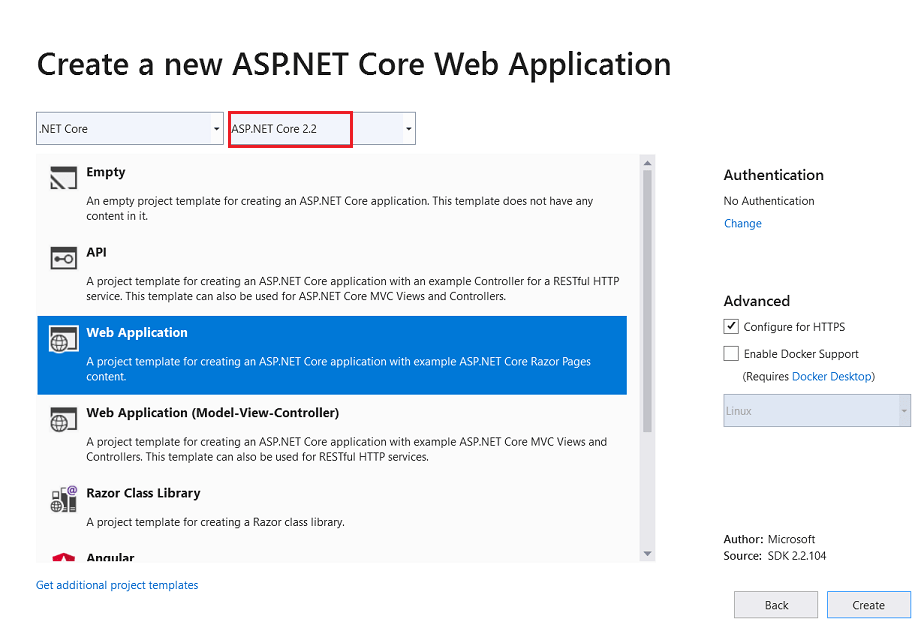 Create a new ASP.NET Core Web Application
.NET Core
ASP.NET Core 2.2
Empty
An empty project template for creating an ASP.NET Core application. This template does not have any
content in it.
API
A project template for creating an ASP.NET Core application with an example Controller for a RESTful HTTP
service. This template can also be used for ASP.NET Core MVC Views and Controllers.
Web Application
A project template for creating an ASP.NET Core application with example ASP.NET Core Razor Pages
content.
Web Application (Model-View-Controller)
A project template for creating an ASP.NET Core application with example ASP.NET Core MVC Views and
Controllers. This template can also be used for RESTful HTTP services.
Razor Class Library
A project template for creating a Razor class library.
Angular
Get additional project templates
Authentication
No Authentication
Change
Advanced
Configure for HTTPS
Enable Docker Support
(Requires Docker Desktop)
Linux
Author: Microsoft
Source: SDK 2.2.104
Back
Create